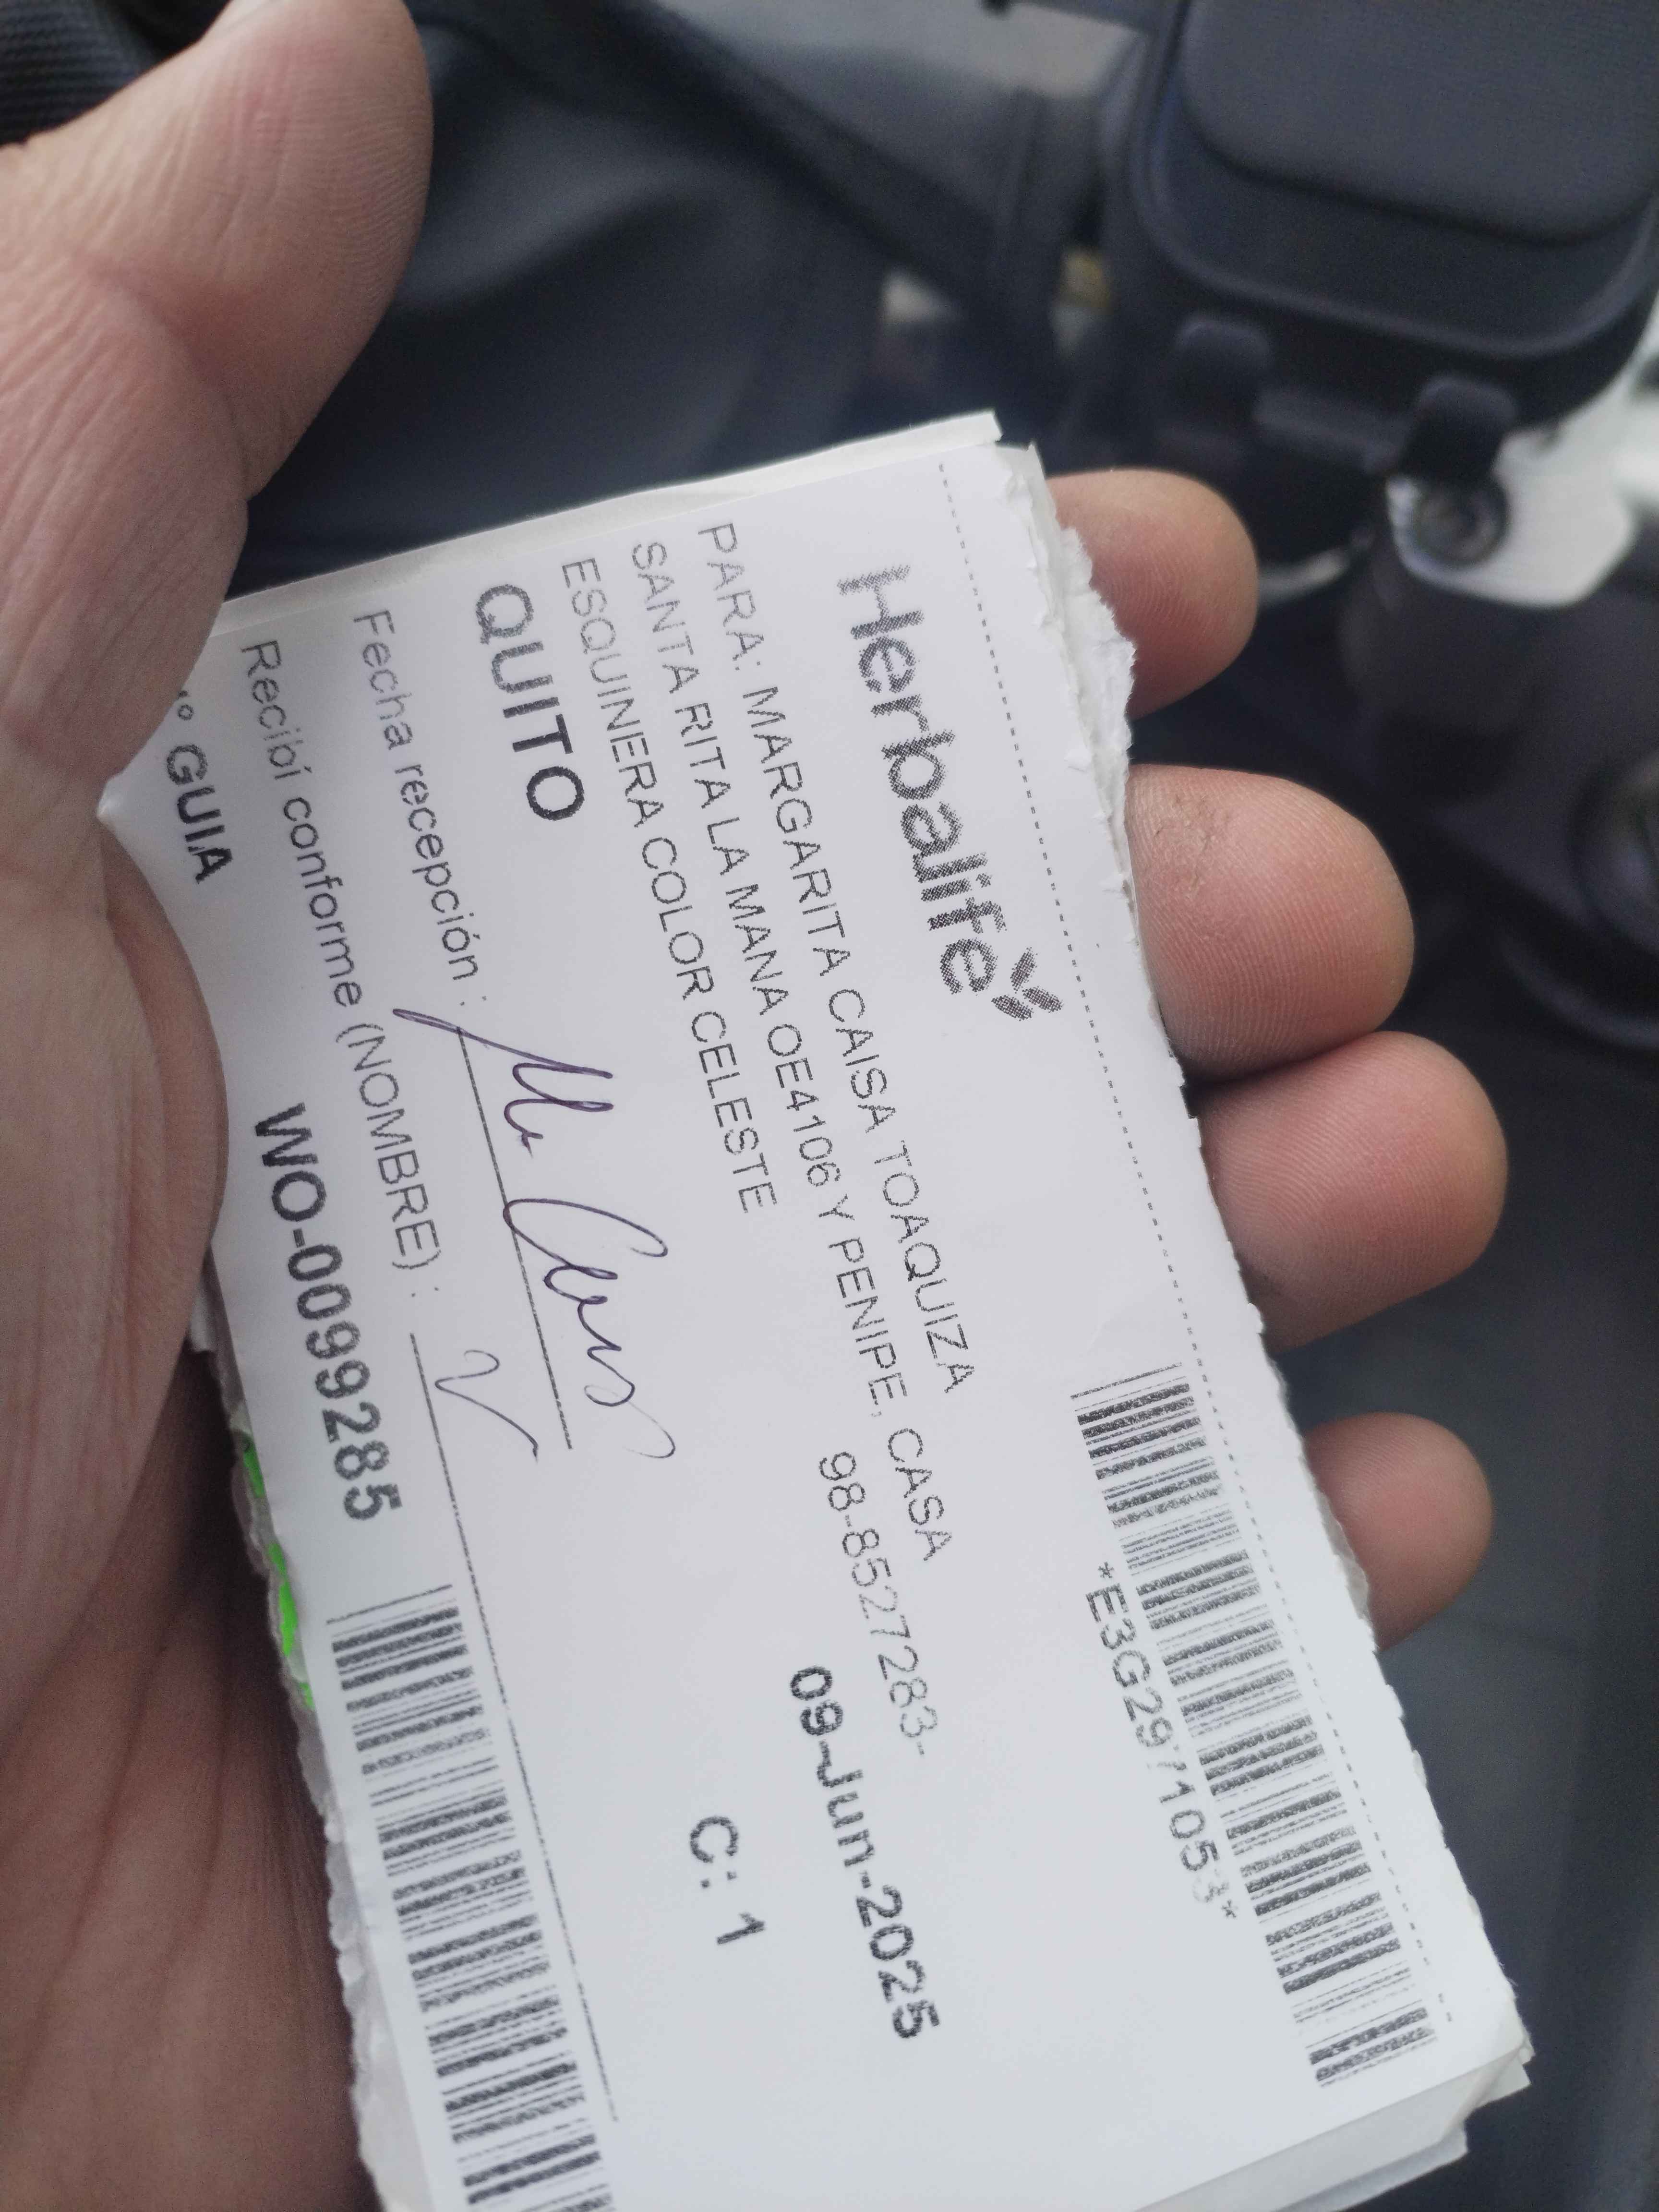 *E3G2971053*
Herbalife
PARA: MARGARITA CAISA TOAQUIZA
SANTA RITA LA MANA OE4106 Y PENIPE, CASA
ESQUINERA COLOR CELESTE
98-8527283-
09-Jun-2025
QUITO
C: 1
Fecha recepción :
Recibí conforme (NOMBRE) :
º GUIA
WO-0099285